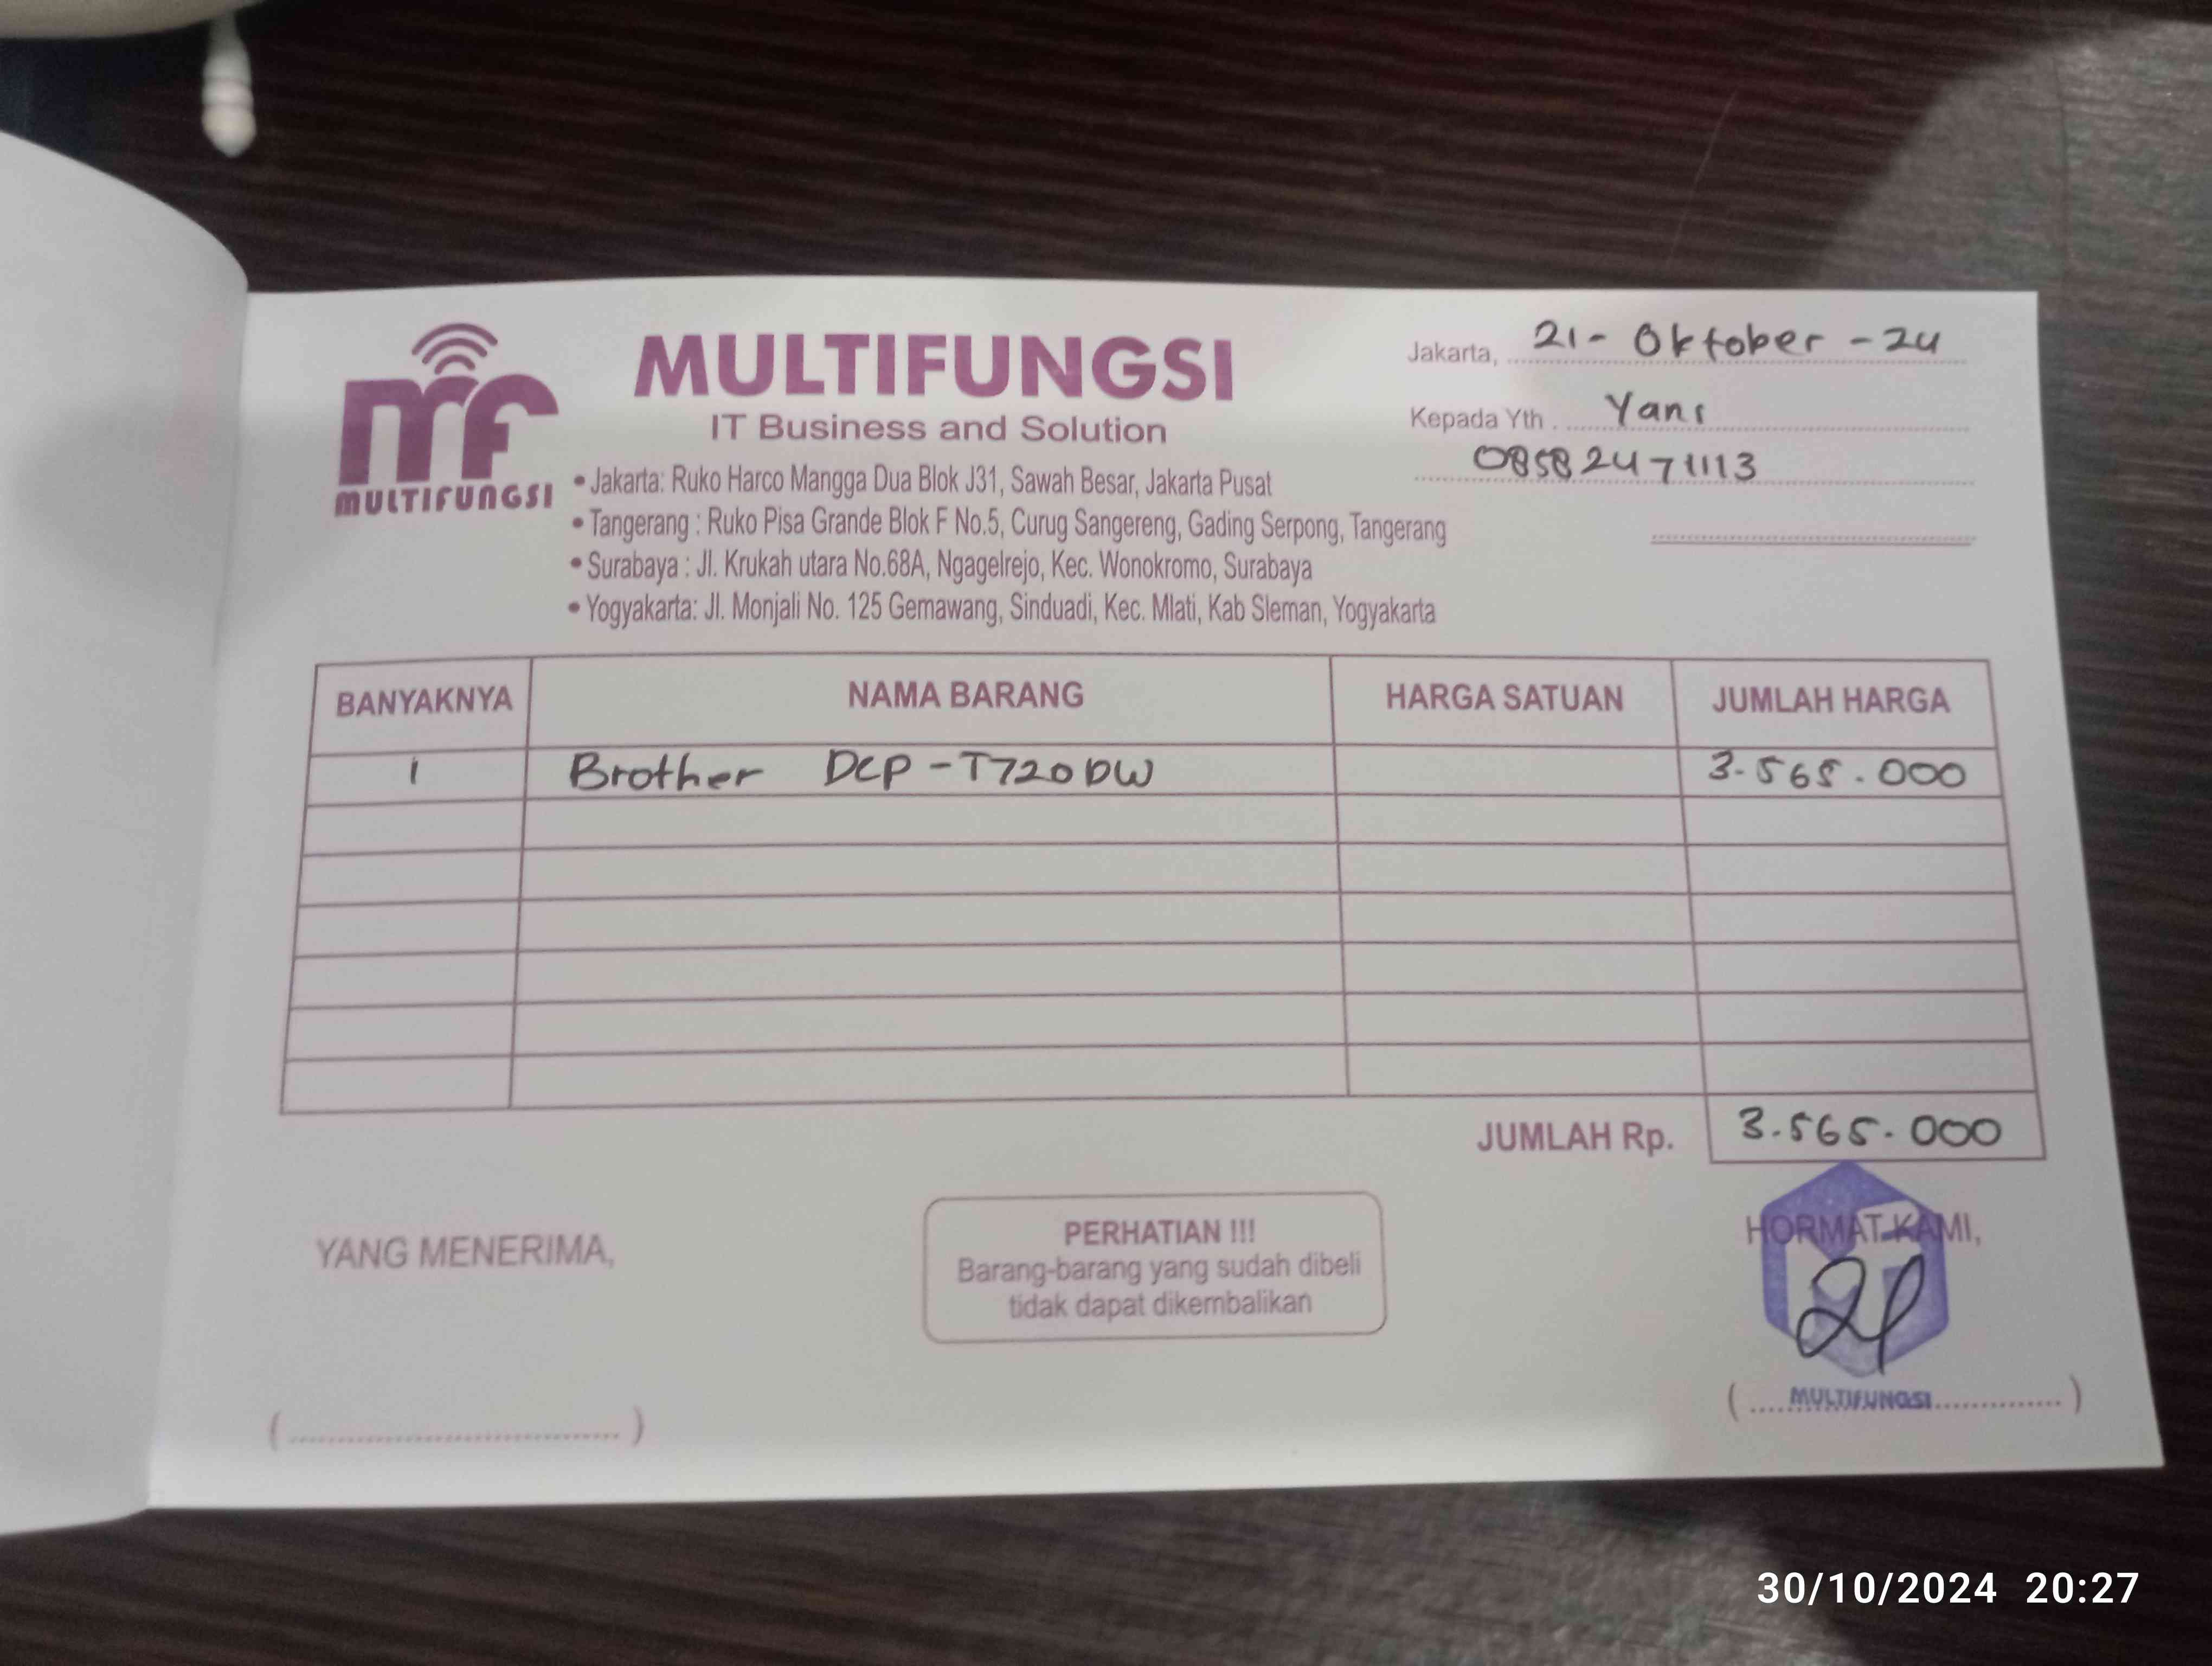 MULTIFUNGSI
MULTIFUNGSI
IT Business and Solution
• Jakarta: Ruko Harco Mangga Dua Blok J31, Sawah Besar, Jakarta Pusat
• Tangerang : Ruko Pisa Grande Blok F No.5, Curug Sangereng, Gading Serpong, Tangerang
• Surabaya : Jl. Krukah utara No.68A, Ngagelrejo, Kec. Wonokromo, Surabaya
• Yogyakarta: Jl. Monjali No. 125 Gemawang, Sinduadi, Kec. Mlati, Kab Sleman, Yogyakarta
Jakarta, 21 - Oktober - 24
Kepada Yth . Yani
08582471113
BANYAKNYA NAMA BARANG HARGA SATUAN JUMLAH HARGA
1 Brother DCP - T720DW 3.565.000
JUMLAH Rp. 3.565.000
YANG MENERIMA,
PERHATIAN !!!
Barang-barang yang sudah dibeli
tidak dapat dikembalikan
HORMAT KAMI,
MULTIFUNGSI
30/10/2024 20:27